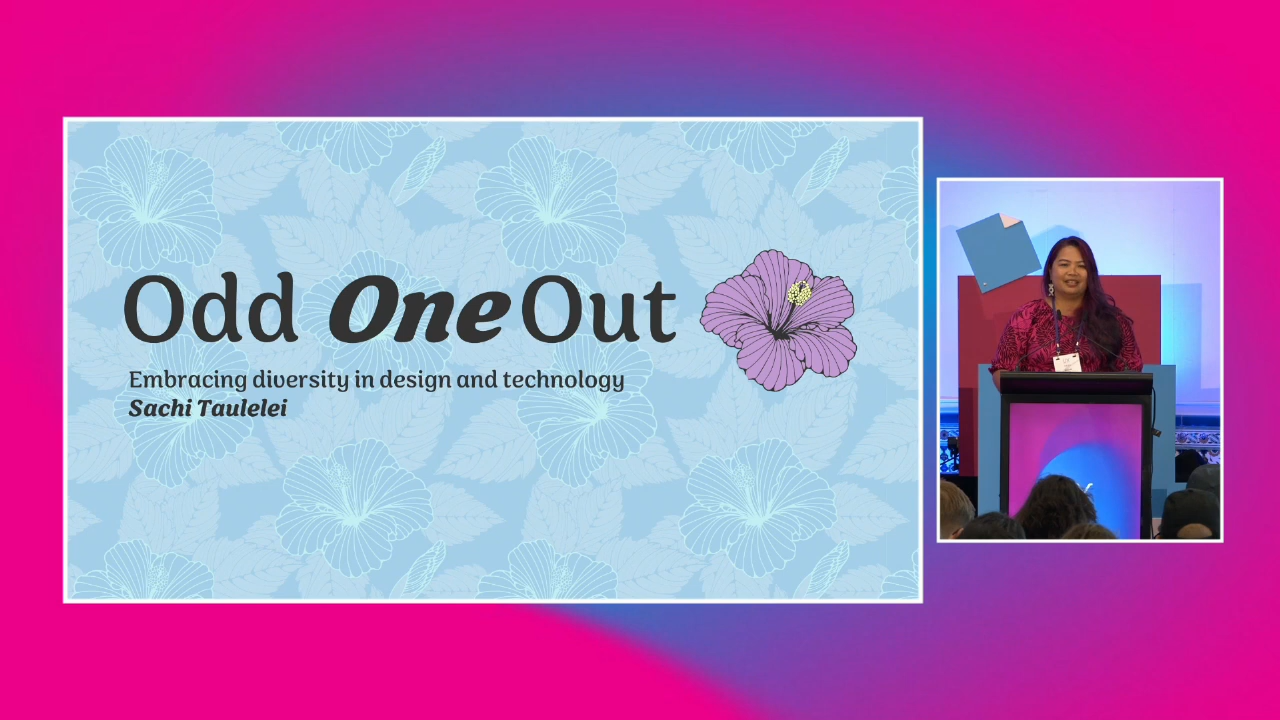 Odd One Out
Embracing diversity in design and technology
Sachi Taulelei